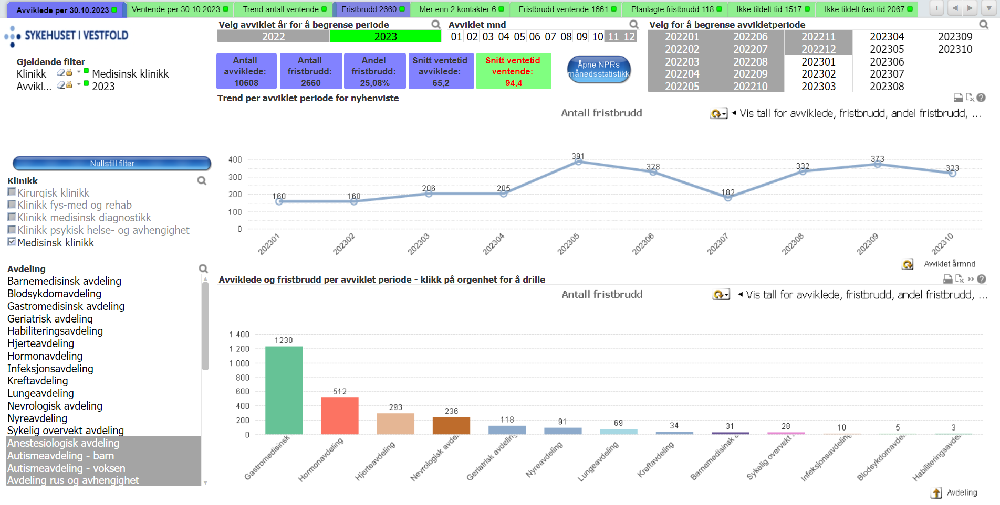 Avviklede per 30.10.2023
Ventende per 30.10.2023
Trend antall ventende
Fristbrudd 2660
Mer enn 2 kontakter 6
Fristbrudd ventende 1661
Planlagte fristbrudd 118
Ikke tildelt tid 1517
Ikke tildelt fast tid 2067
SYKEHUSET I VESTFOLD
Gjeldende filter
Klinikk Medisinsk klinikk
Avvikl... 2023
Velg avviklet år for å begrense periode
2022 2023
Avviklet mnd
01 02 03 04 05 06 07 08 09 10 11 12
Velg for å begrense avvikletperiode
202201 202206 202211 202304 202309
202202 202207 202212 202305 202310
202203 202208 202301 202306
202204 202209 202302 202307
202205 202210 202303 202308
Antall
avviklede:
10608
Antall
fristbrudd:
2660
Andel
fristbrudd:
25,08%
Snitt ventetid
avviklede:
65,2
Snitt ventetid
ventende:
94,4
Åpne NPRs
månedsstatistikk
Trend per avviklet periode for nyhenviste
Antall fristbrudd
Vis tall for avviklede, fristbrudd, andel fristbrudd, ...
400
300
200
100
0
160 160 206 205 391 328 182 332 373 323
202301 202302 202303 202304 202305 202306 202307 202308 202309 202310
Avviklet årmnd
Nullstill filter
Klinikk
Kirurgisk klinikk
Klinikk fys-med og rehab
Klinikk medisinsk diagnostikk
Klinikk psykisk helse- og avhengighet
Medisinsk klinikk
Avdeling
Barnemedisinsk avdeling
Blodsykdomavdeling
Gastromedisinsk avdeling
Geriatrisk avdeling
Habiliteringsavdeling
Hjerteavdeling
Hormonavdeling
Infeksjonsavdeling
Kreftavdeling
Lungeavdeling
Nevrologisk avdeling
Nyreavdeling
Sykelig overvekt avdeling
Anestesiologisk avdeling
Autismeavdeling - barn
Autismeavdeling - voksen
Avdeling rus og avhengighet
Avviklede og fristbrudd per avviklet periode - klikk på orgenhet for å drille
Antall fristbrudd
Vis tall for avviklede, fristbrudd, andel fristbrudd, ...
1 400
1 200
1 000
800
600
400
200
0
1230 512 293 236 118 91 69 34 31 28 10 5 3
Gastromedisinsk
Hormonavdeling
Hjerteavdeling
Nevrologisk avdel
Geriatrisk avdeling
Nyreavdeling
Lungeavdeling
Kreftavdeling
Barnemedisinsk a
Sykelig overvekt
Infeksjonsavdeling
Blodsykdomavdel
Habiliteringsavdel
Avdeling